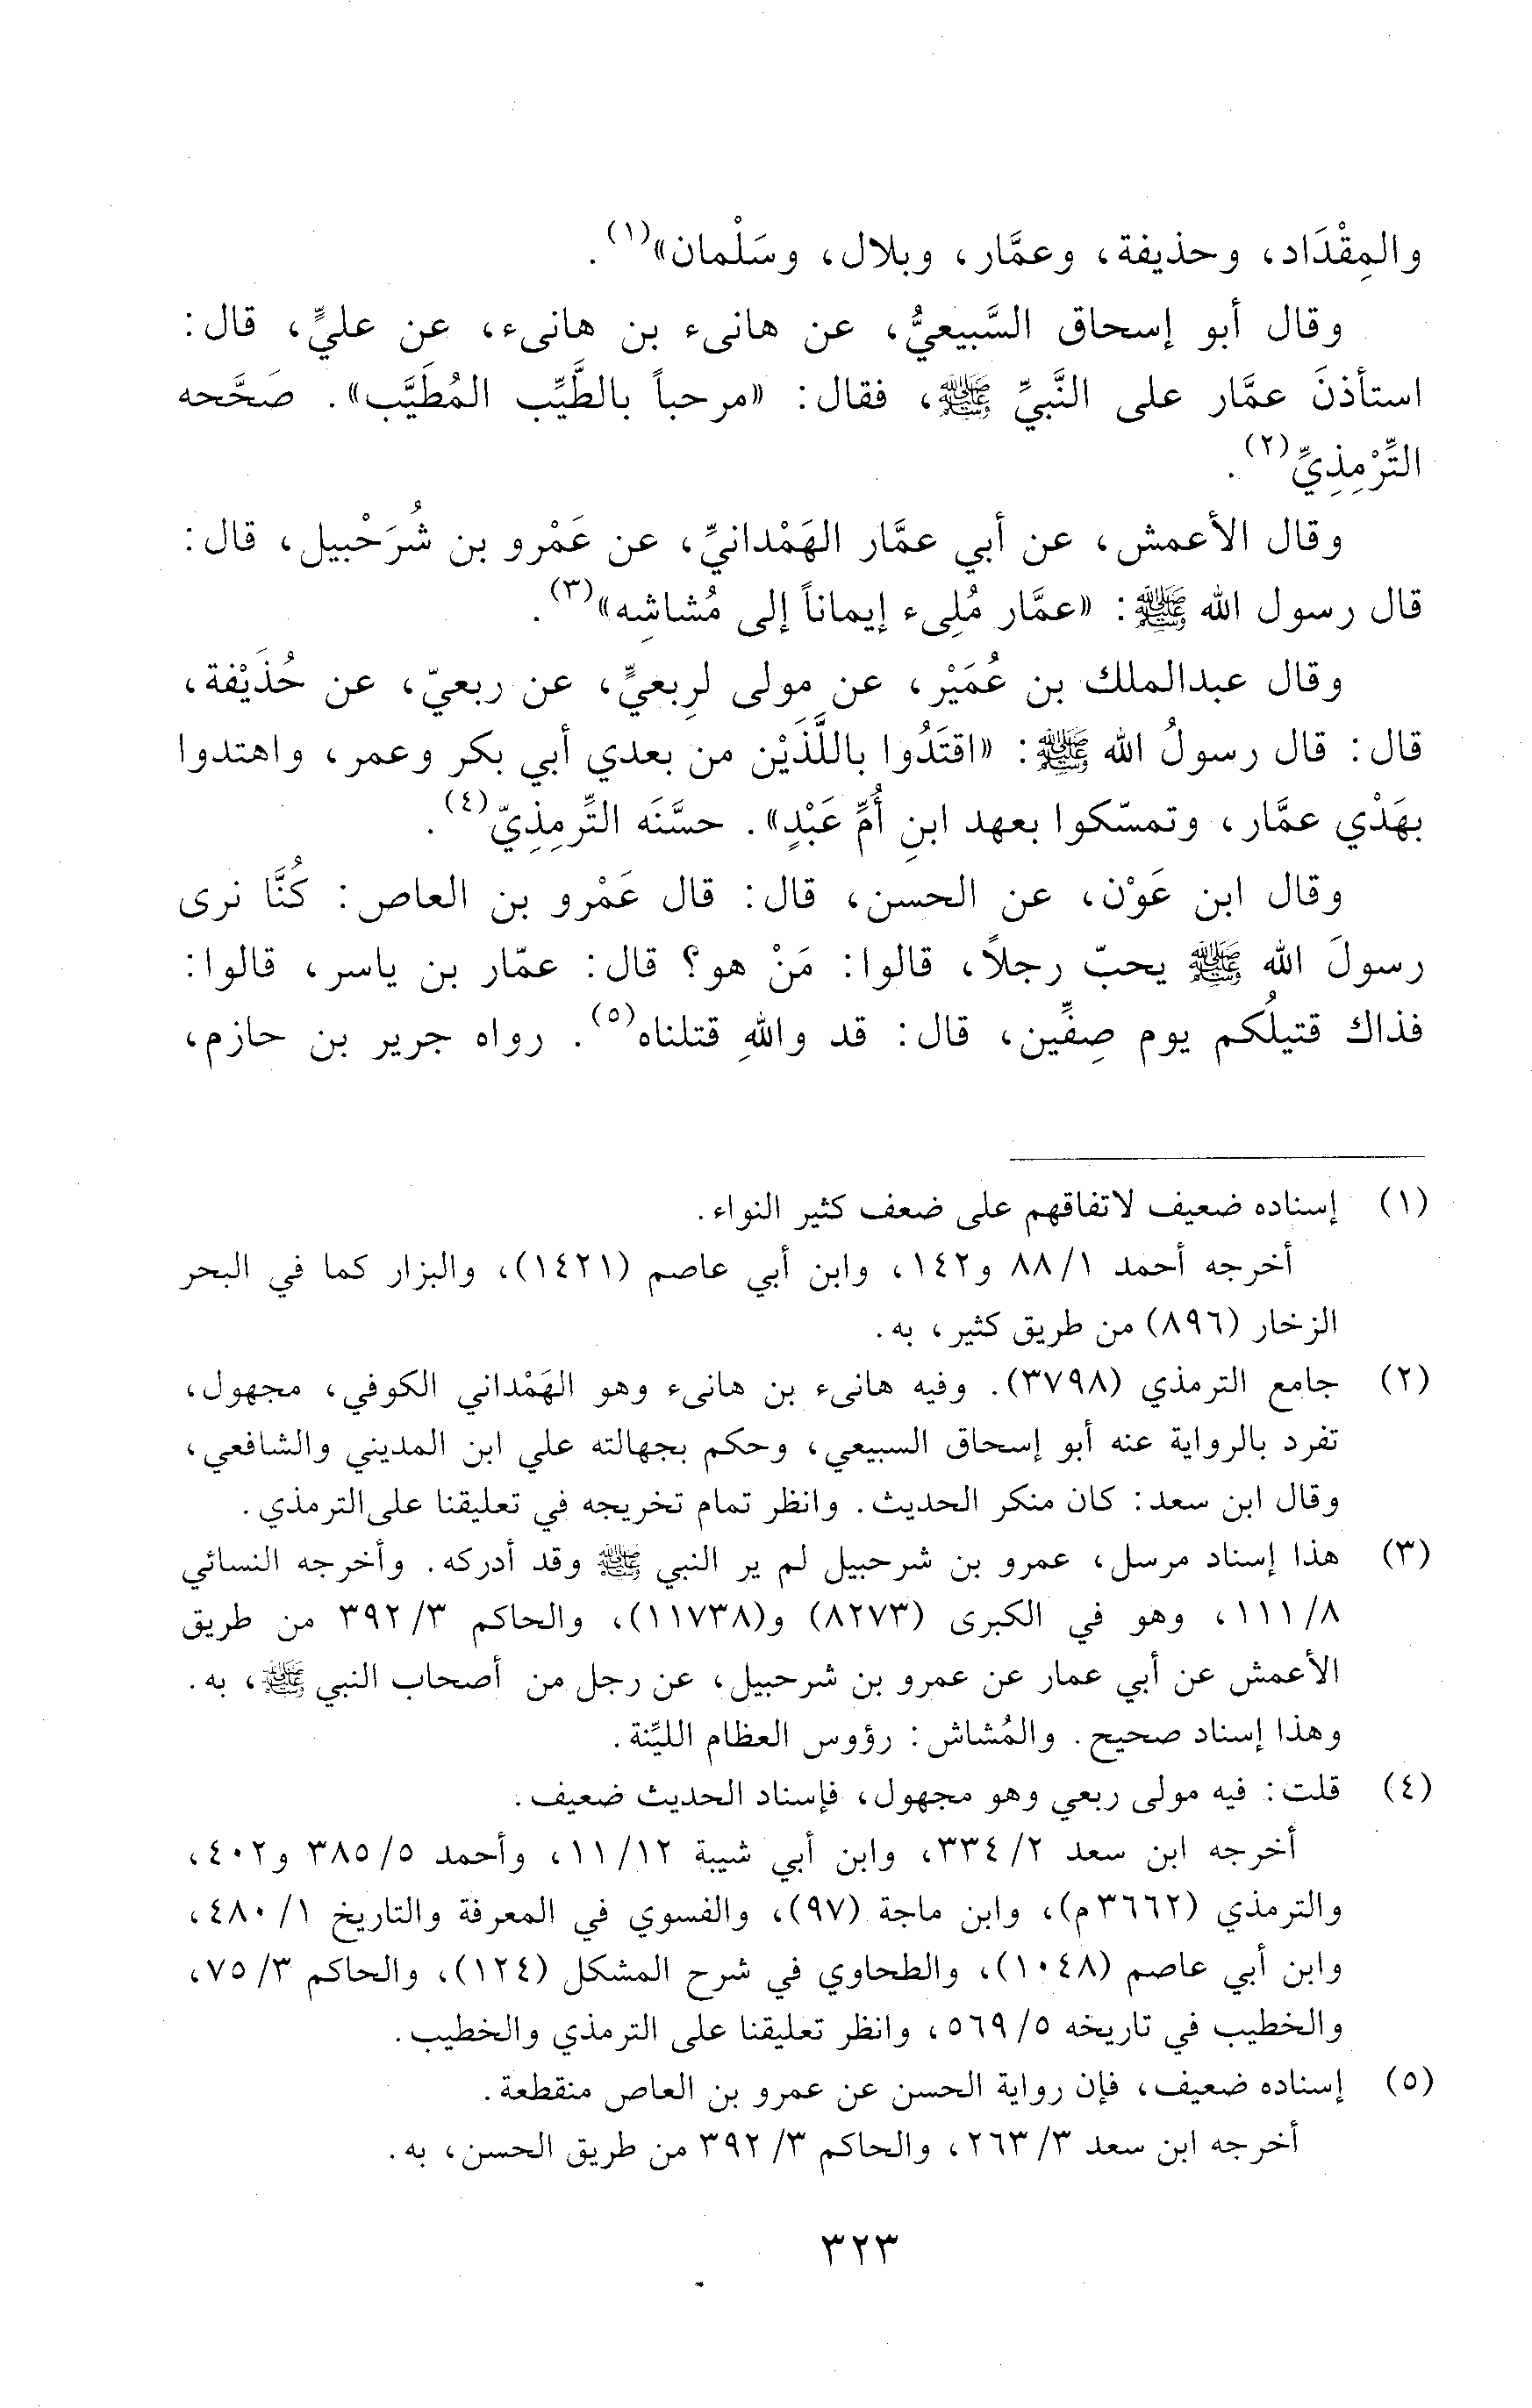 والمِقْدَاد، وحذيفة، وعمَّار، وبلال، وسَلْمان»(١).
وقال أبو إسحاق السَّبيعيُّ، عن هانىء بن هانىء، عن عليٍّ، قال:
استأذنَ عمَّار على النَّبيِّ ﷺ، فقال: «مرحباً بالطَّيِّب المُطَيَّب». صَحَّحه
التِّرْمِذِيِّ(٢).
وقال الأعمش، عن أبي عمَّار الهَمْدانيِّ، عن عَمْرو بن شُرَحْبيل، قال:
قال رسول الله ﷺ: «عمَّار مُلِىء إيماناً إلى مُشاشِه»(٣).
وقال عبدالملك بن عُمَيْر، عن مولى لرِبعيٍّ، عن ربعيّ، عن حُذَيْفة،
قال: قال رسولُ الله ﷺ: «اقتَدُوا باللَّذَيْن من بعدي أبي بكر وعمر، واهتدوا
بهَدْي عمَّار، وتمسّكوا بعهد ابنِ أُمِّ عَبْدٍ». حسَّنَه التِّرمِذِيّ(٤).
وقال ابن عَوْن، عن الحسن، قال: قال عَمْرو بن العاص: كُنَّا نرى
رسولَ الله ﷺ يحبّ رجلاً، قالوا: مَنْ هو؟ قال: عمّار بن ياسر، قالوا:
فذاك قتيلُكم يوم صِفِّين، قال: قد واللهِ قتلناه(٥). رواه جرير بن حازم،
(١) إسناده ضعيف لاتفاقهم على ضعف كثير النواء.
أخرجه أحمد ١/ ٨٨ و١٤٢، وابن أبي عاصم (١٤٢١)، والبزار كما في البحر
الزخار (٨٩٦) من طريق كثير، به.
(٢) جامع الترمذي (٣٧٩٨). وفيه هانىء بن هانىء وهو الهَمْداني الكوفي، مجهول،
تفرد بالرواية عنه أبو إسحاق السبيعي، وحكم بجهالته علي ابن المديني والشافعي،
وقال ابن سعد: كان منكر الحديث. وانظر تمام تخريجه في تعليقنا على الترمذي.
(٣) هذا إسناد مرسل، عمرو بن شرحبيل لم ير النبي ﷺ وقد أدركه. وأخرجه النسائي
٨/ ١١١، وهو في الكبرى (٨٢٧٣) و(١١٧٣٨)، والحاكم ٣/ ٣٩٢ من طريق
الأعمش عن أبي عمار عن عمرو بن شرحبيل، عن رجل من أصحاب النبي ﷺ، به.
وهذا إسناد صحيح. والمُشاش: رؤوس العظام الليِّنة.
(٤) قلت: فيه مولى ربعي وهو مجهول، فإسناد الحديث ضعيف.
أخرجه ابن سعد ٢/ ٣٣٤، وابن أبي شيبة ١٢/ ١١، وأحمد ٥/ ٣٨٥ و٤٠٢،
والترمذي (٣٦٦٢م)، وابن ماجة (٩٧)، والفسوي في المعرفة والتاريخ ١/ ٤٨٠،
وابن أبي عاصم (١٠٤٨)، والطحاوي في شرح المشكل (١٢٤)، والحاكم ٣/ ٧٥،
والخطيب في تاريخه ٥/ ٥٦٩، وانظر تعليقنا على الترمذي والخطيب.
(٥) إسناده ضعيف، فإن رواية الحسن عن عمرو بن العاص منقطعة.
أخرجه ابن سعد ٣/ ٢٦٣، والحاكم ٣/ ٣٩٢ من طريق الحسن، به.
٣٢٣